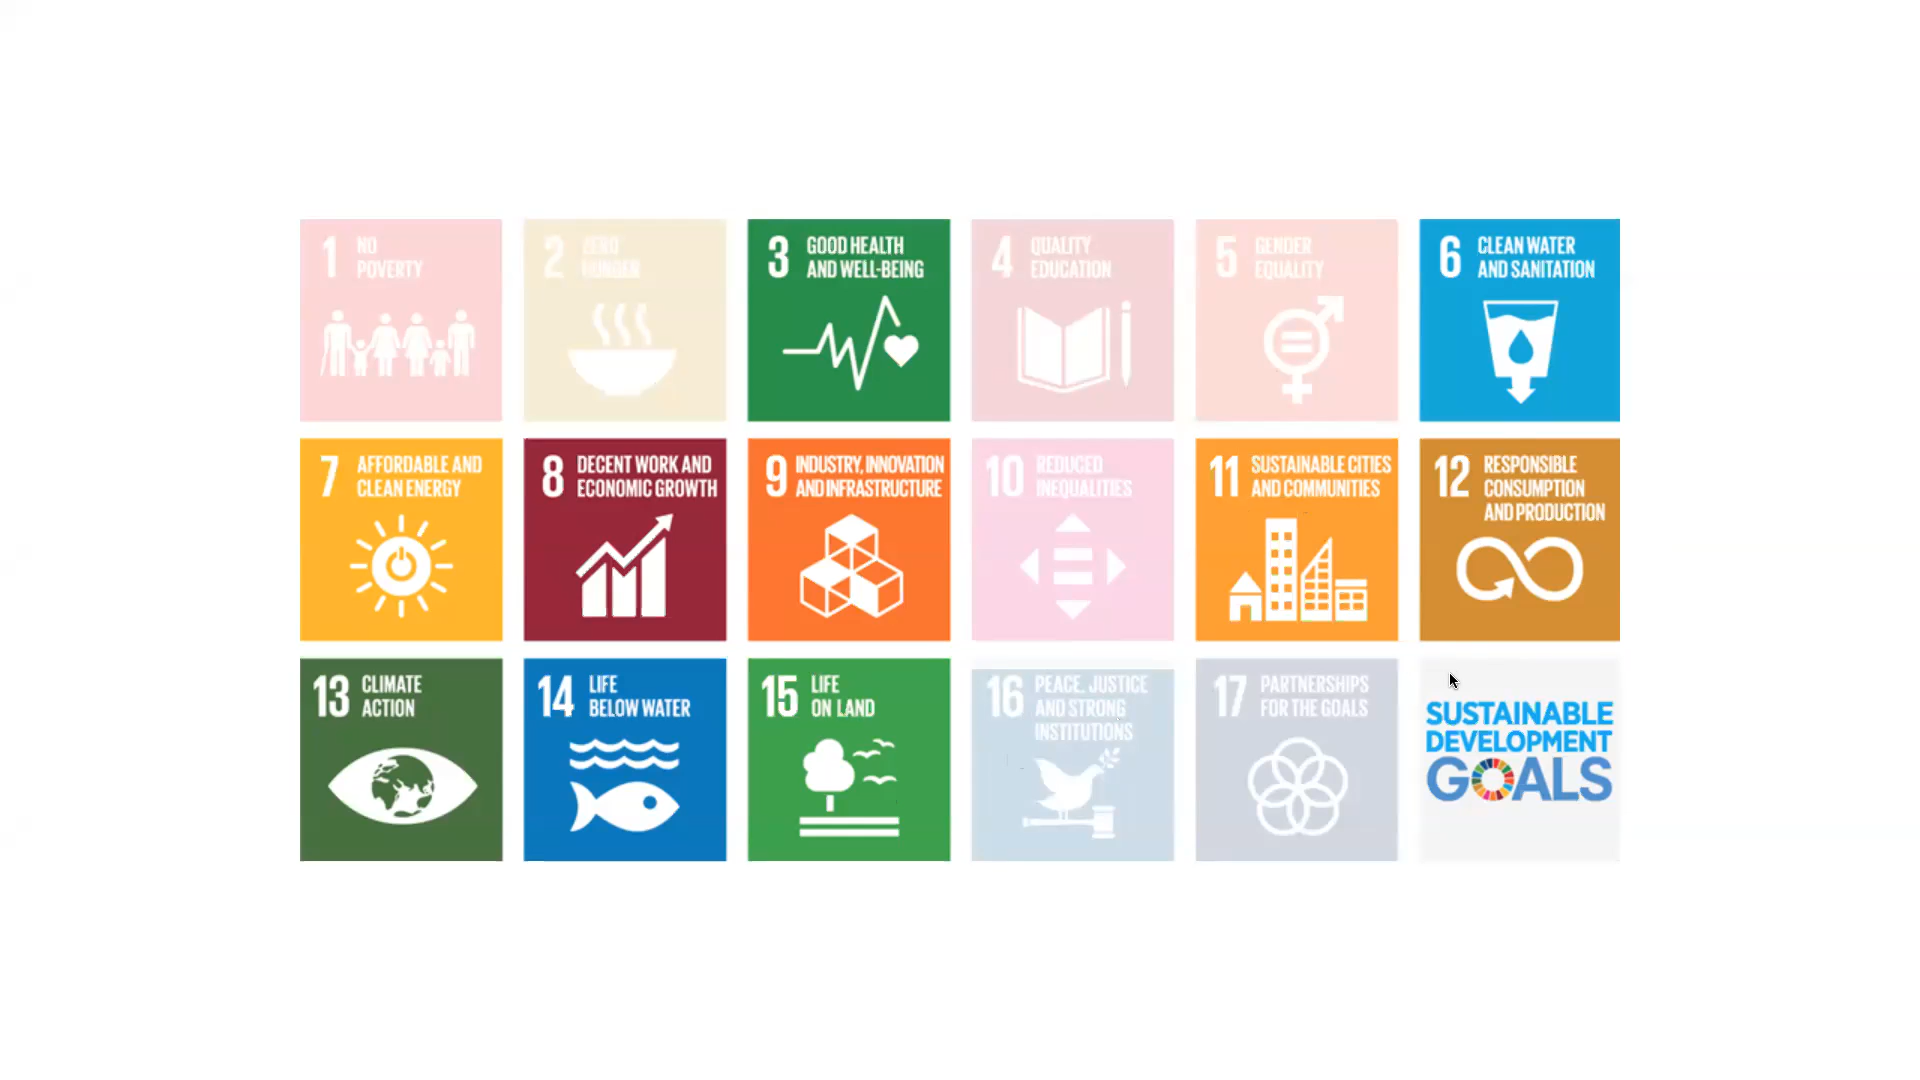 1 NO
POVERTY
2 ZERO
HUNGER
3 GOOD HEALTH
AND WELL-BEING
4 QUALITY
EDUCATION
5 GENDER
EQUALITY
6 CLEAN WATER
AND SANITATION
7 AFFORDABLE AND
CLEAN ENERGY
8 DECENT WORK AND
ECONOMIC GROWTH
9 INDUSTRY, INNOVATION
AND INFRASTRUCTURE
10 REDUCED
INEQUALITIES
11 SUSTAINABLE CITIES
AND COMMUNITIES
12 RESPONSIBLE
CONSUMPTION
AND PRODUCTION
13 CLIMATE
ACTION
14 LIFE
BELOW WATER
15 LIFE
ON LAND
16 PEACE, JUSTICE
AND STRONG
INSTITUTIONS
17 PARTNERSHIPS
FOR THE GOALS
SUSTAINABLE
DEVELOPMENT
GOALS